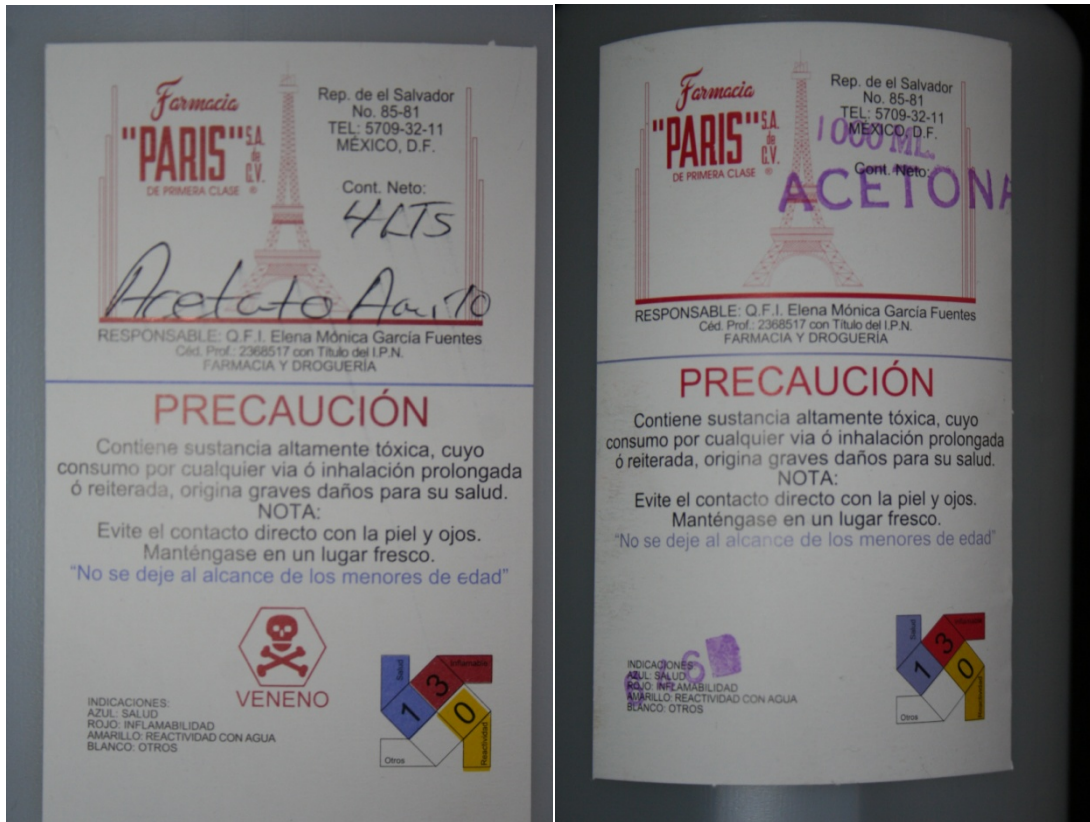 Farmacia
"PARIS" S.A. de C.V.
DE PRIMERA CLASE ®
Rep. de el Salvador
No. 85-81
TEL: 5709-32-11
MÉXICO, D.F.
Cont. Neto:
4 LTS
Acetato
RESPONSABLE: Q.F.I. Elena Mónica García Fuentes
Céd. Prof.: 2368517 con Título del I.P.N.
FARMACIA Y DROGUERÍA
PRECAUCIÓN
Contiene sustancia altamente tóxica, cuyo
consumo por cualquier via ó inhalación prolongada
ó reiterada, origina graves daños para su salud.
NOTA:
Evite el contacto directo con la piel y ojos.
Manténgase en un lugar fresco.
"No se deje al alcance de los menores de edad"
VENENO
INDICACIONES:
AZUL: SALUD
ROJO: INFLAMABILIDAD
AMARILLO: REACTIVIDAD CON AGUA
BLANCO: OTROS
Salud
Inflamable
1 3 0
Otros
Reactividad
Farmacia
"PARIS" S.A. de C.V.
DE PRIMERA CLASE ®
Rep. de el Salvador
No. 85-81
TEL: 5709-32-11
MÉXICO, D.F.
1000 ML.
Cont. Neto:
ACETONA
RESPONSABLE: Q.F.I. Elena Mónica García Fuentes
Céd. Prof.: 2368517 con Título del I.P.N.
FARMACIA Y DROGUERÍA
PRECAUCIÓN
Contiene sustancia altamente tóxica, cuyo
consumo por cualquier via ó inhalación prolongada
ó reiterada, origina graves daños para su salud.
NOTA:
Evite el contacto directo con la piel y ojos.
Manténgase en un lugar fresco.
"No se deje al alcance de los menores de edad"
INDICACIONES:
AZUL: SALUD
ROJO: INFLAMABILIDAD
AMARILLO: REACTIVIDAD CON AGUA
BLANCO: OTROS
Salud
Inflamable
1 3 0
Otros
Reactividad